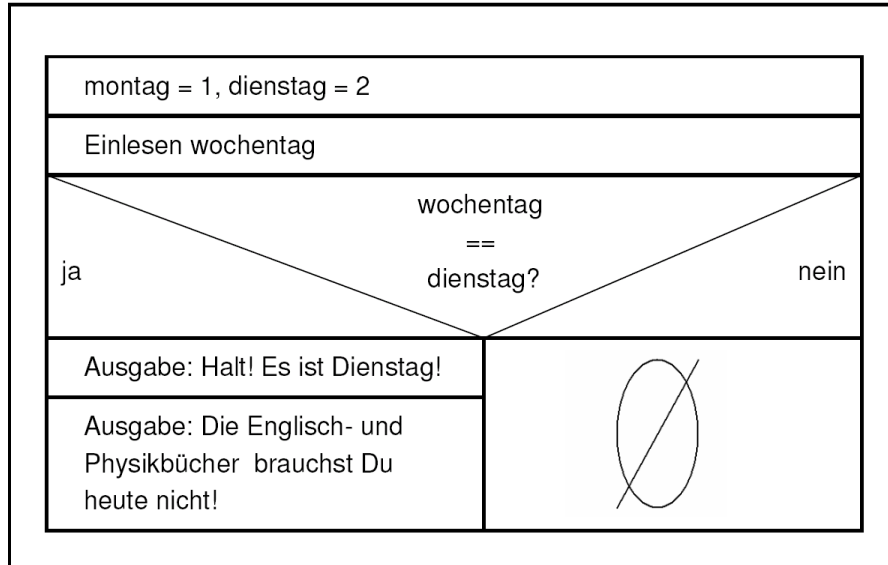 montag = 1, dienstag = 2
Einlesen wochentag
wochentag
==
dienstag?
ja
nein
Ausgabe: Halt! Es ist Dienstag!
Ausgabe: Die Englisch- und
Physikbücher brauchst Du
heute nicht!